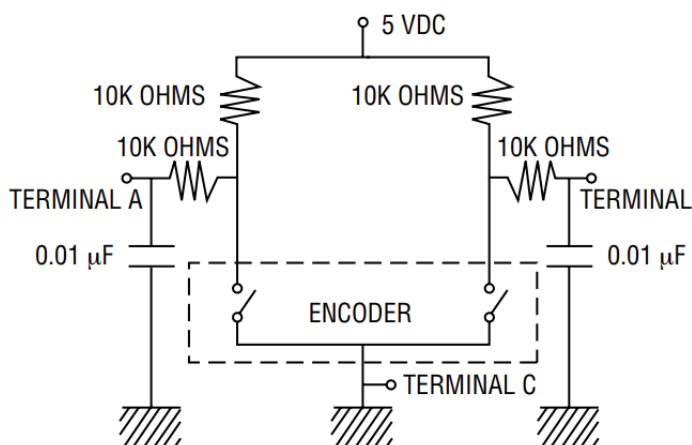 5 VDC
10K OHMS
10K OHMS
10K OHMS
10K OHMS
TERMINAL A
TERMINAL
0.01 µF
0.01 µF
ENCODER
TERMINAL C